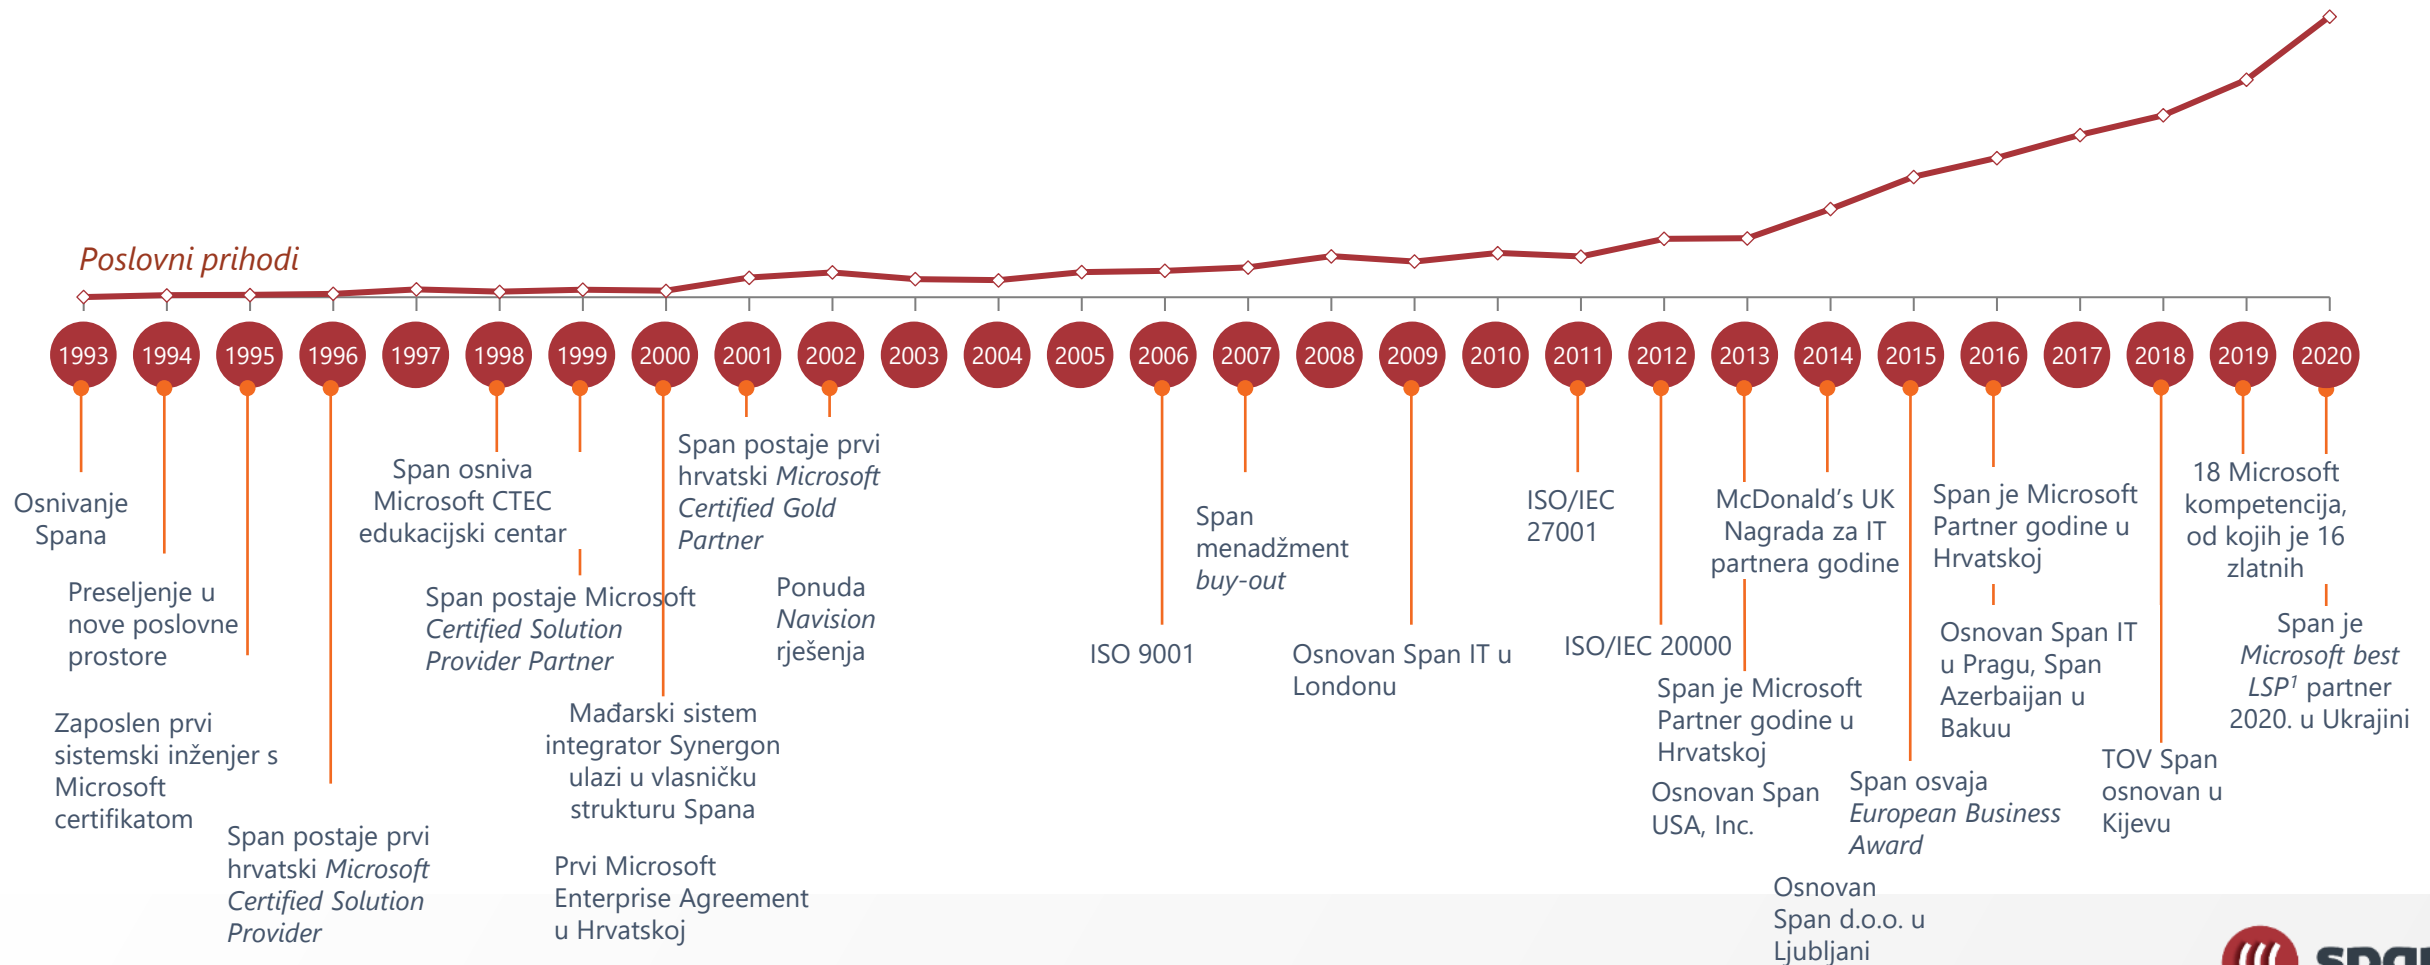 Poslovni prihodi
1993 1994 1995 1996 1997 1998 1999 2000 2001 2002 2003 2004 2005 2006 2007 2008 2009 2010 2011 2012 2013 2014 2015 2016 2017 2018 2019 2020
Osnivanje
Spana
Preseljenje u
nove poslovne
prostore
Zaposlen prvi
sistemski inženjer s
Microsoft
certifikatom
Span postaje prvi
hrvatski Microsoft
Certified Solution
Provider
Span osniva
Microsoft CTEC
edukacijski centar
Span postaje Microsoft
Certified Solution
Provider Partner
Mađarski sistem
integrator Synergon
ulazi u vlasničku
strukturu Spana
Prvi Microsoft
Enterprise Agreement
u Hrvatskoj
Span postaje prvi
hrvatski Microsoft
Certified Gold
Partner
Ponuda
Navision
rješenja
ISO 9001
Span
menadžment
buy-out
Osnovan Span IT u
Londonu
ISO/IEC
27001
ISO/IEC 20000
McDonald’s UK
Nagrada za IT
partnera godine
Span je Microsoft
Partner godine u
Hrvatskoj
Osnovan Span
USA, Inc.
Osnovan
Span d.o.o. u
Ljubljani
Span osvaja
European Business
Award
Span je Microsoft
Partner godine u
Hrvatskoj
Osnovan Span IT
u Pragu, Span
Azerbaijan u
Bakuu
TOV Span
osnovan u
Kijevu
18 Microsoft
kompetencija,
od kojih je 16
zlatnih
Span je
Microsoft best
LSP¹ partner
2020. u Ukrajini
span